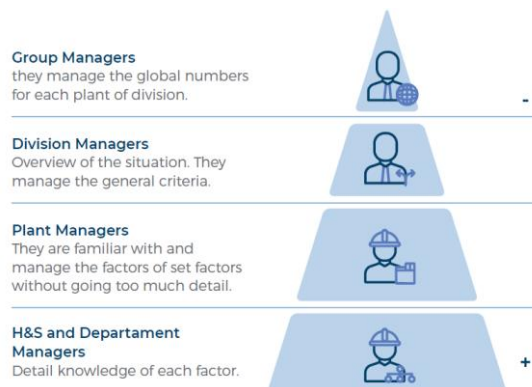 Group Managers
they manage the global numbers
for each plant of division.
-
Division Managers
Overview of the situation. They
manage the general criteria.
Plant Managers
They are familiar with and
manage the factors of set factors
without going too much detail.
H&S and Departament
Managers
Detail knowledge of each factor.
+